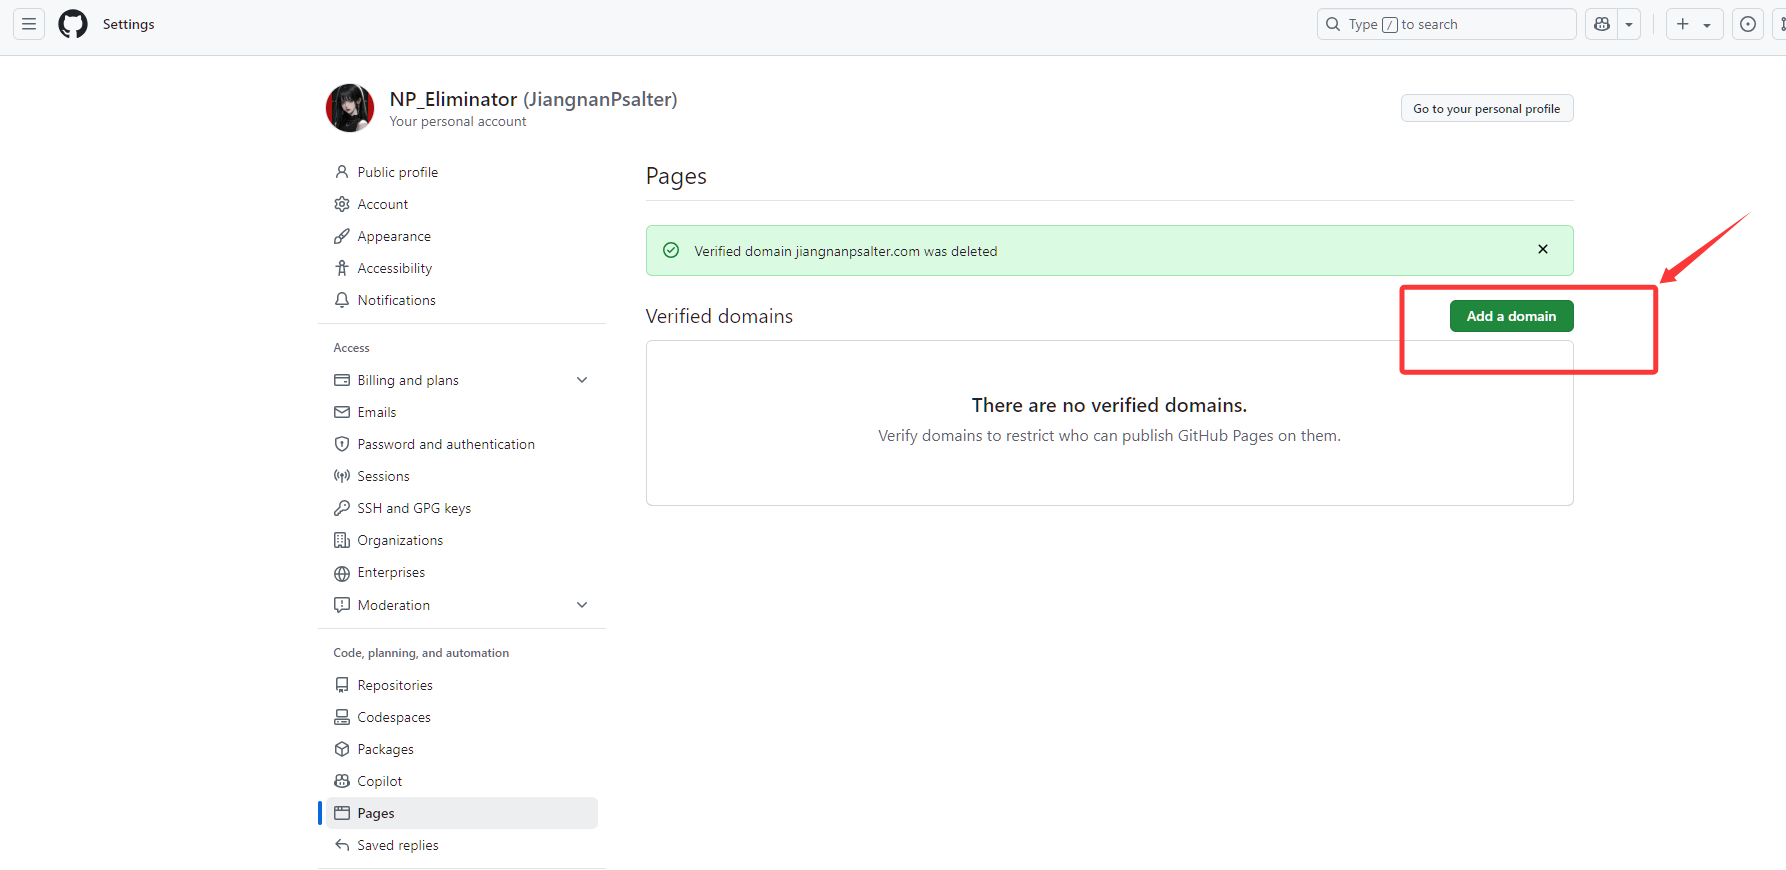 Settings
Type / to search
NP_Eliminator (JiangnanPsalter)
Your personal account
Go to your personal profile
Public profile
Account
Appearance
Accessibility
Notifications
Access
Billing and plans
Emails
Password and authentication
Sessions
SSH and GPG keys
Organizations
Enterprises
Moderation
Code, planning, and automation
Repositories
Codespaces
Packages
Copilot
Pages
Saved replies
Pages
Verified domain jiangnanpsalter.com was deleted
Verified domains
Add a domain
There are no verified domains.
Verify domains to restrict who can publish GitHub Pages on them.